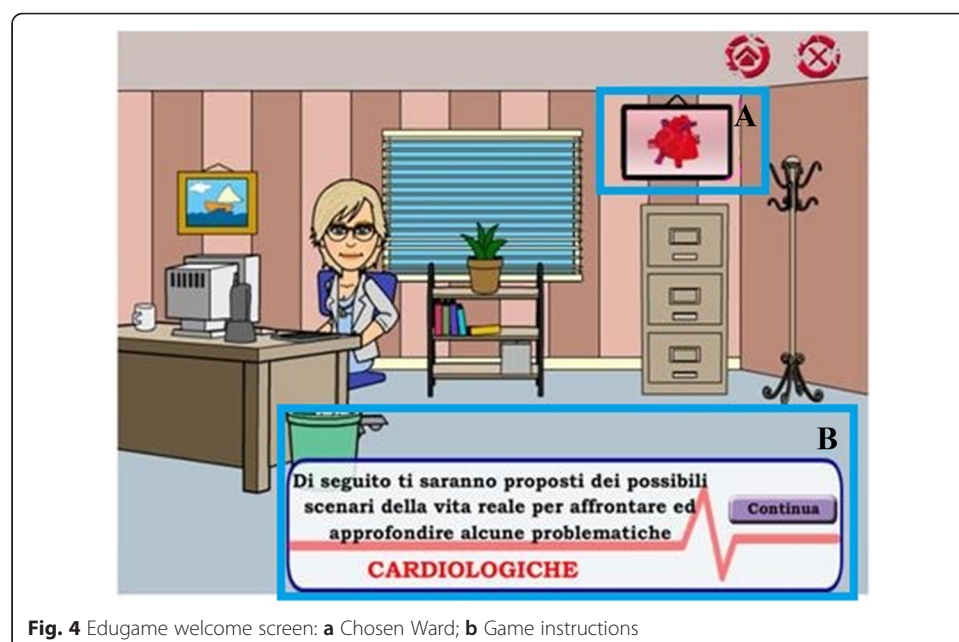 A
B
Di seguito ti saranno proposti dei possibili
scenari della vita reale per affrontare ed
approfondire alcune problematiche
CARDIOLOGICHE
Continua
Fig. 4 Edugame welcome screen: a Chosen Ward; b Game instructions